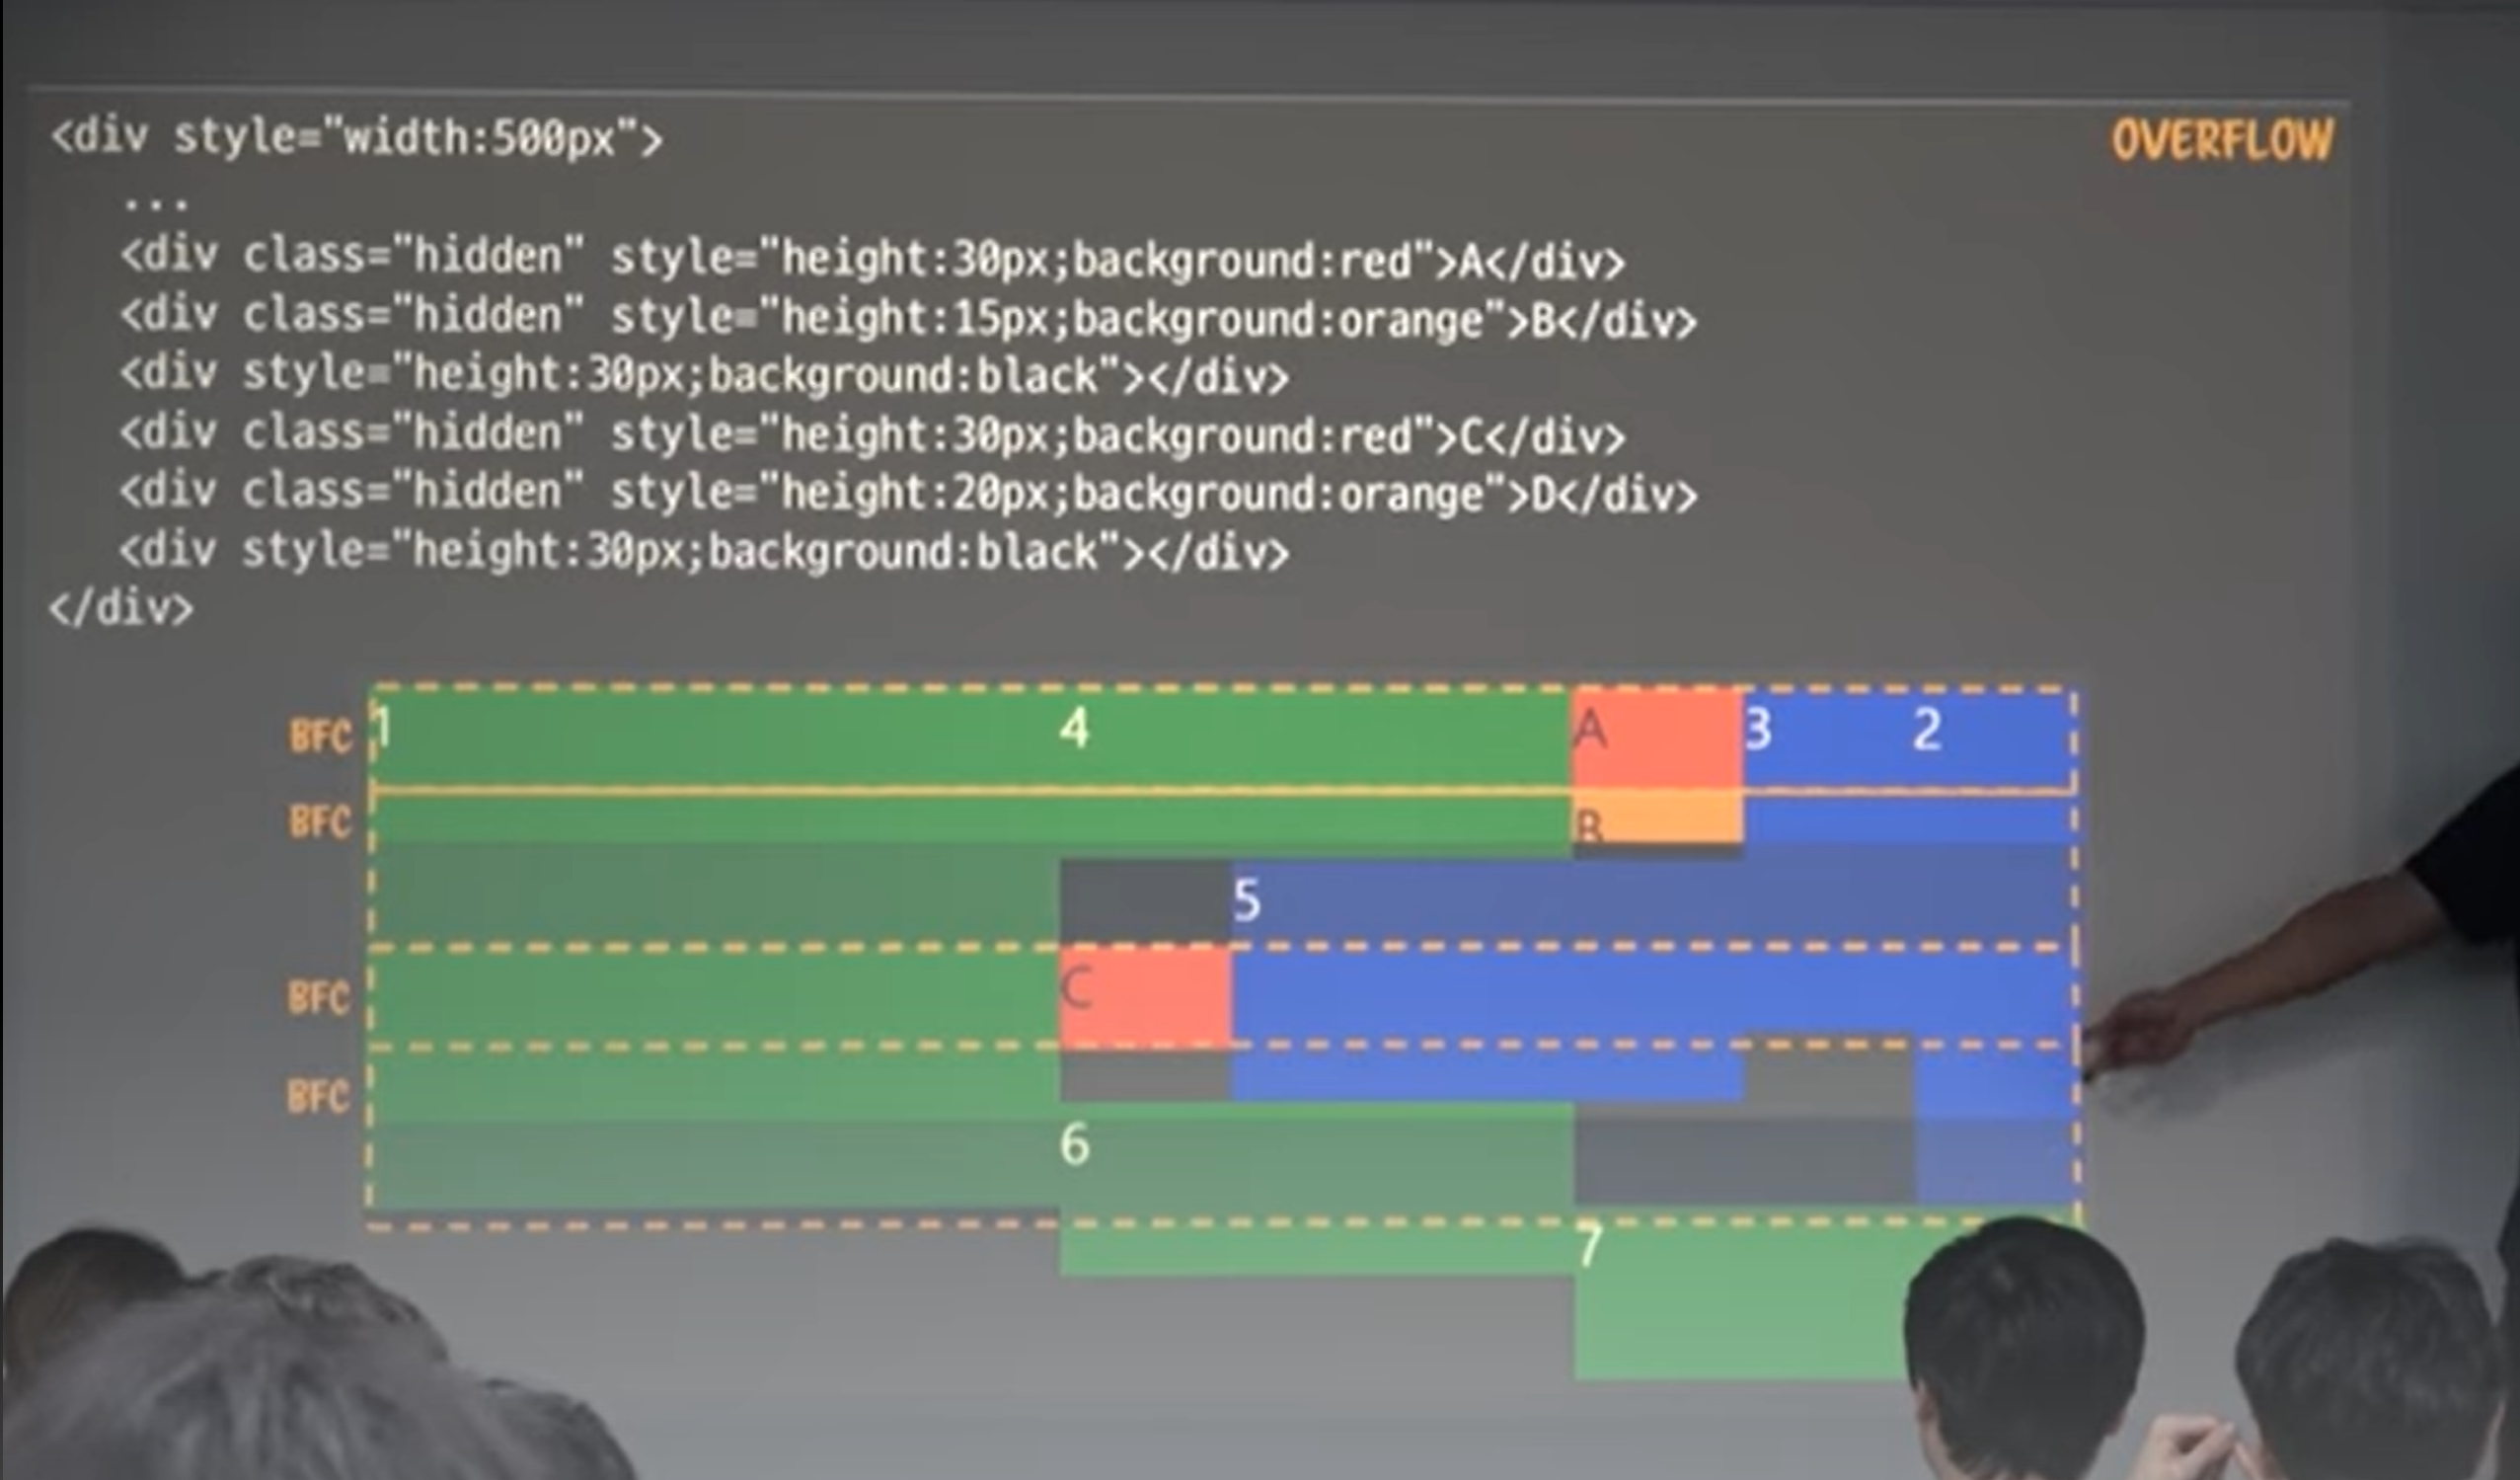 OVERFLOW
<div style="width:500px">
...
<div class="hidden" style="height:30px;background:red">A</div>
<div class="hidden" style="height:15px;background:orange">B</div>
<div style="height:30px;background:black"></div>
<div class="hidden" style="height:30px;background:red">C</div>
<div class="hidden" style="height:20px;background:orange">D</div>
<div style="height:30px;background:black"></div>
</div>
BFC 1 4 A 3 2
BFC B
5
BFC C
BFC
6
7